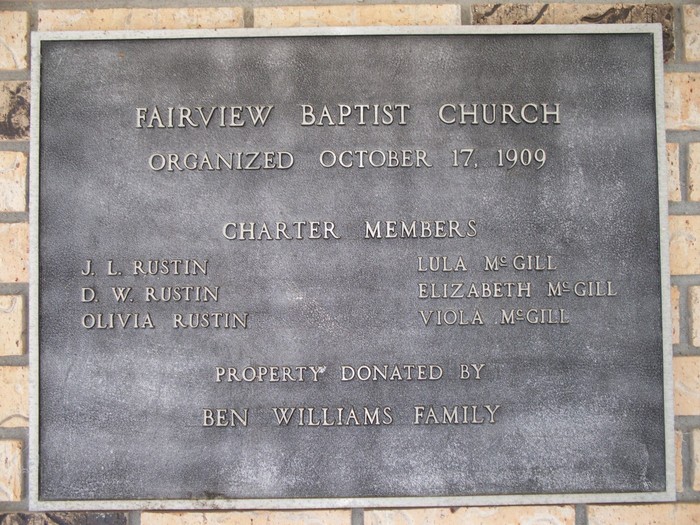 FAIRVIEW BAPTIST CHURCH
ORGANIZED OCTOBER 17, 1909
CHARTER MEMBERS
J. L. RUSTIN
D. W. RUSTIN
OLIVIA RUSTIN
LULA McGILL
ELIZABETH McGILL
VIOLA McGILL
PROPERTY DONATED BY
BEN WILLIAMS FAMILY